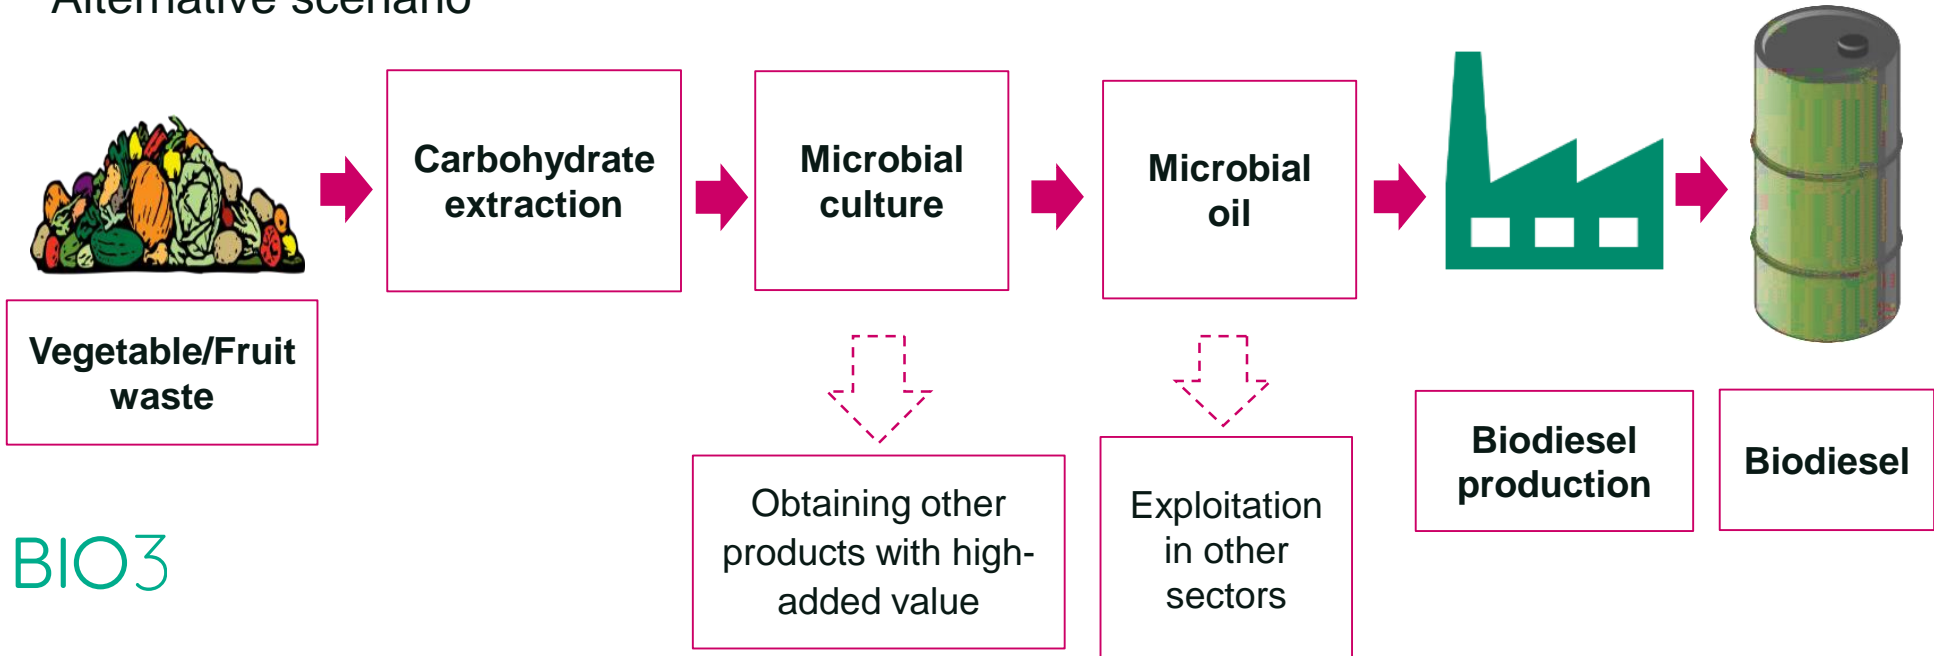 Alternative scenario
Carbohydrate
extraction
Microbial
culture
Microbial
oil
Vegetable/Fruit
waste
Obtaining other
products with high-
added value
Exploitation
in other
sectors
Biodiesel
production
Biodiesel
BIO3